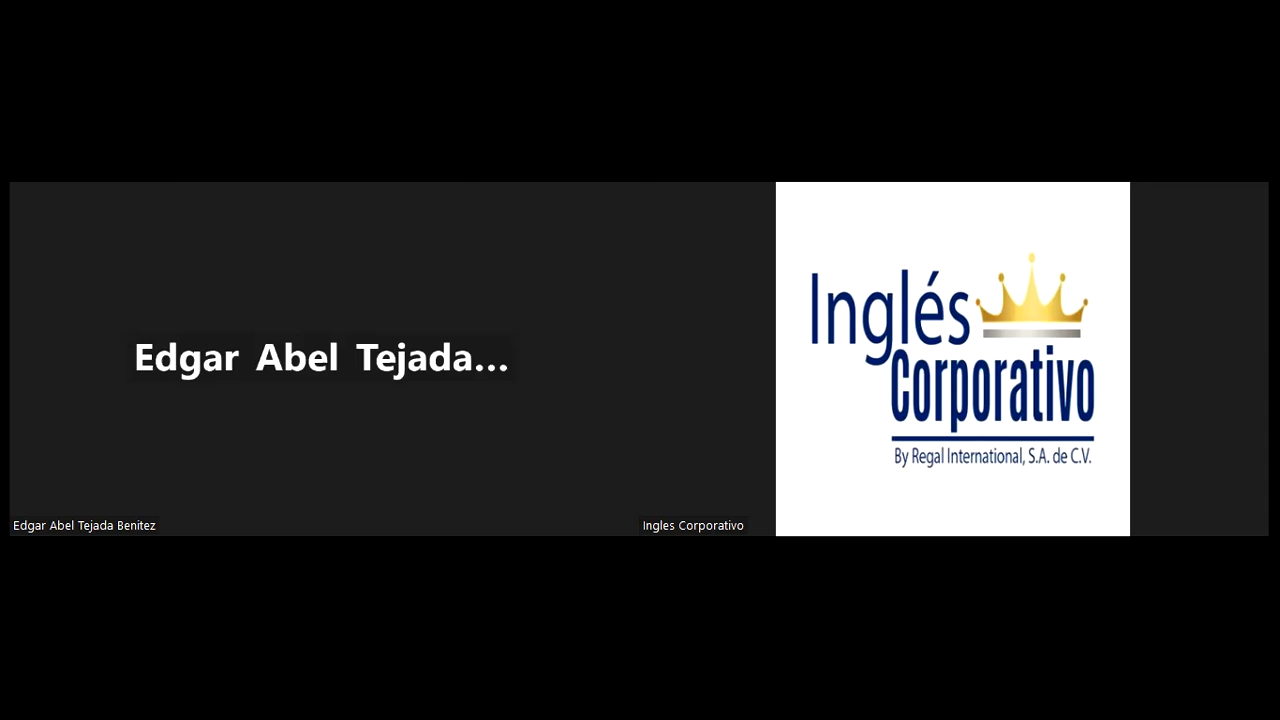 Edgar Abel Tejada...
Edgar Abel Tejada Benitez
Inglés
Corporativo
By Regal International, S.A. de C.V.
Ingles Corporativo